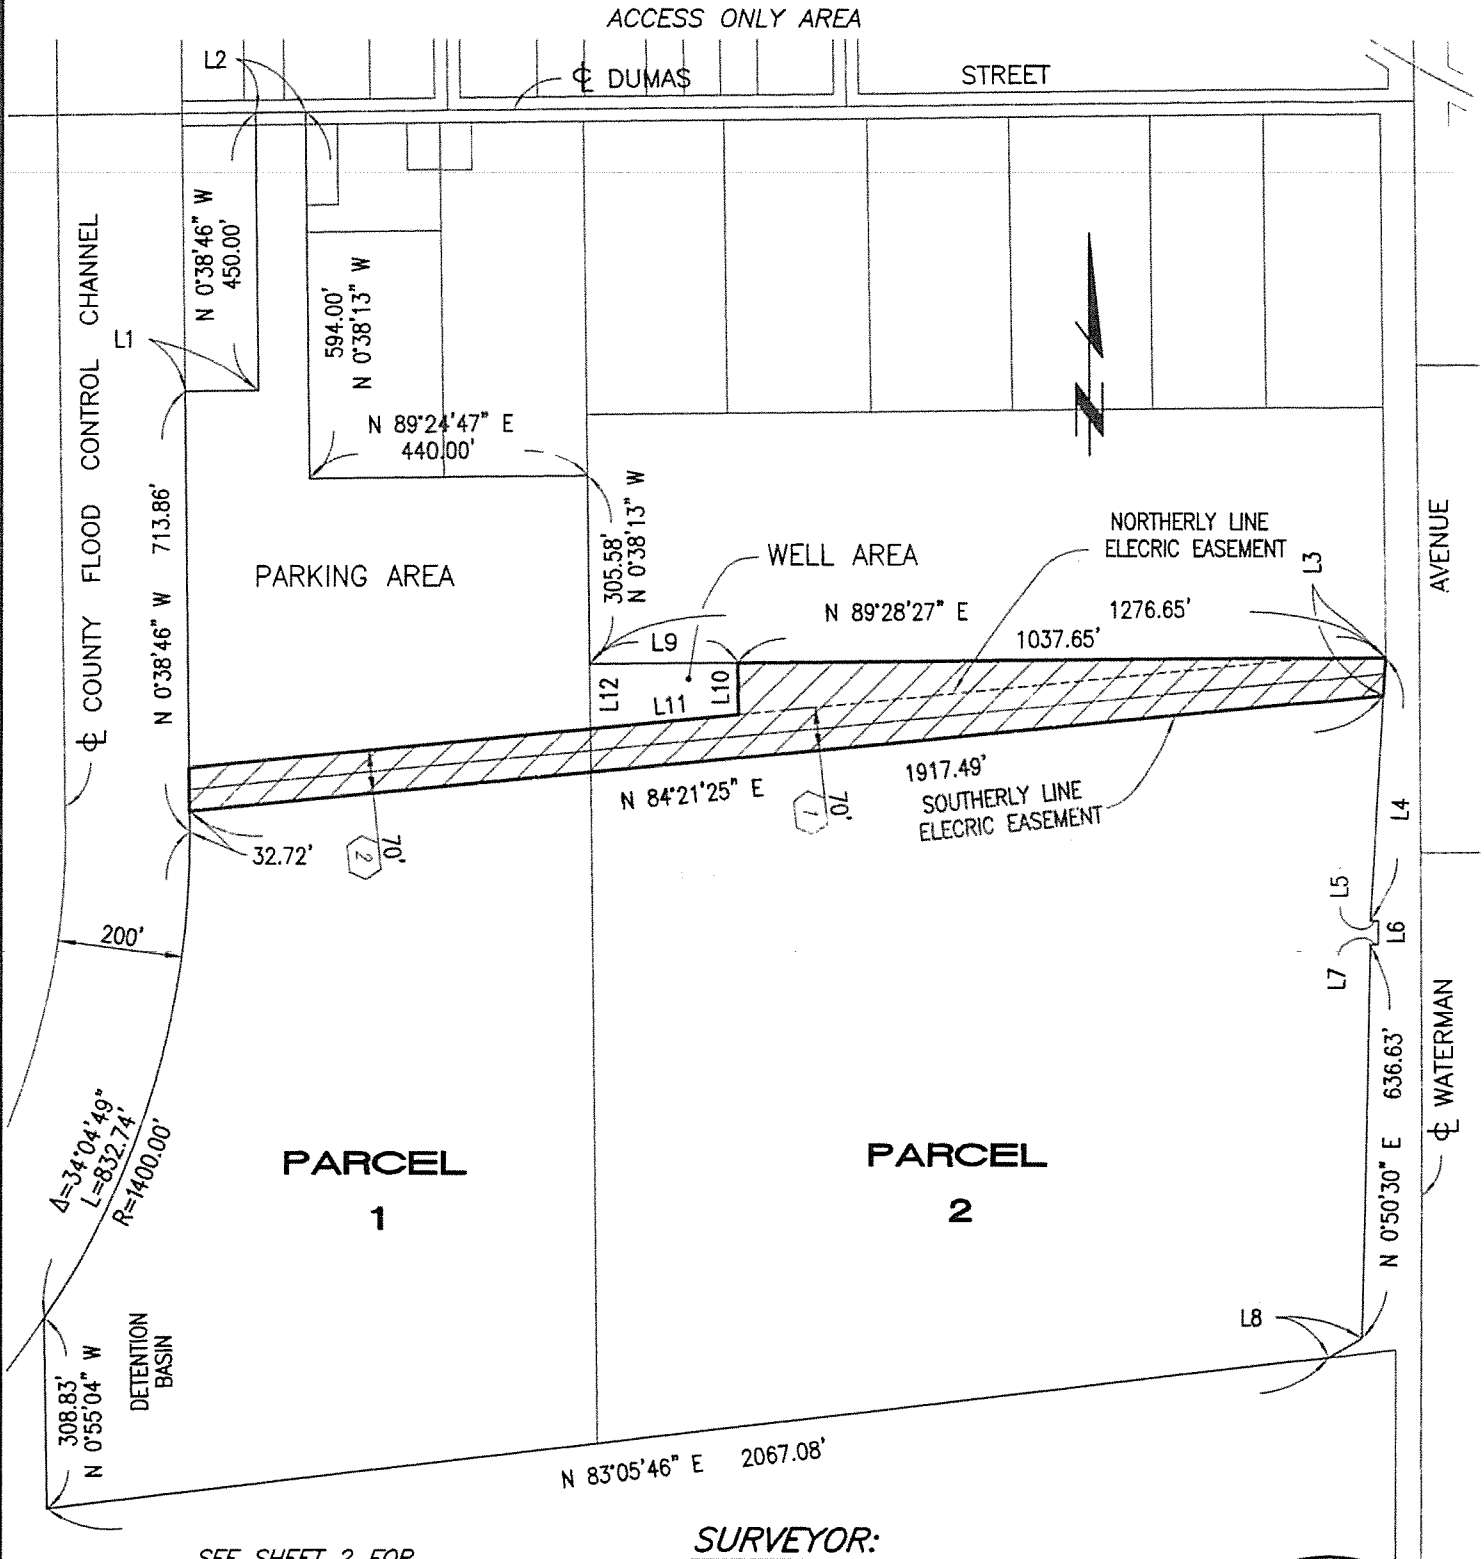 ACCESS ONLY AREA
L2
℄ DUMAS
STREET
N 0°38'46" W
450.00'
L1
594.00'
N 0°38'13" W
N 89°24'47" E
440.00'
℄ COUNTY FLOOD CONTROL CHANNEL
N 0°38'46" W 713.86'
PARKING AREA
305.58'
N 0°38'13" W
WELL AREA
NORTHERLY LINE
ELECRIC EASEMENT
L3
AVENUE
N 89°28'27" E
1276.65'
1037.65'
L9
L12
L11
L10
1917.49'
N 84°21'25" E
SOUTHERLY LINE
ELECRIC EASEMENT
1
70'
2
70'
32.72'
L4
L5
L6
L7
200'
N 0°50'30" E 636.63'
℄ WATERMAN
Δ=34°04'49"
L=832.74'
R=1400.00'
PARCEL
1
PARCEL
2
L8
DETENTION
BASIN
308.83'
N 0°55'04" W
N 83°05'46" E 2067.08'
SURVEYOR:
SEE SHEET 2 FOR